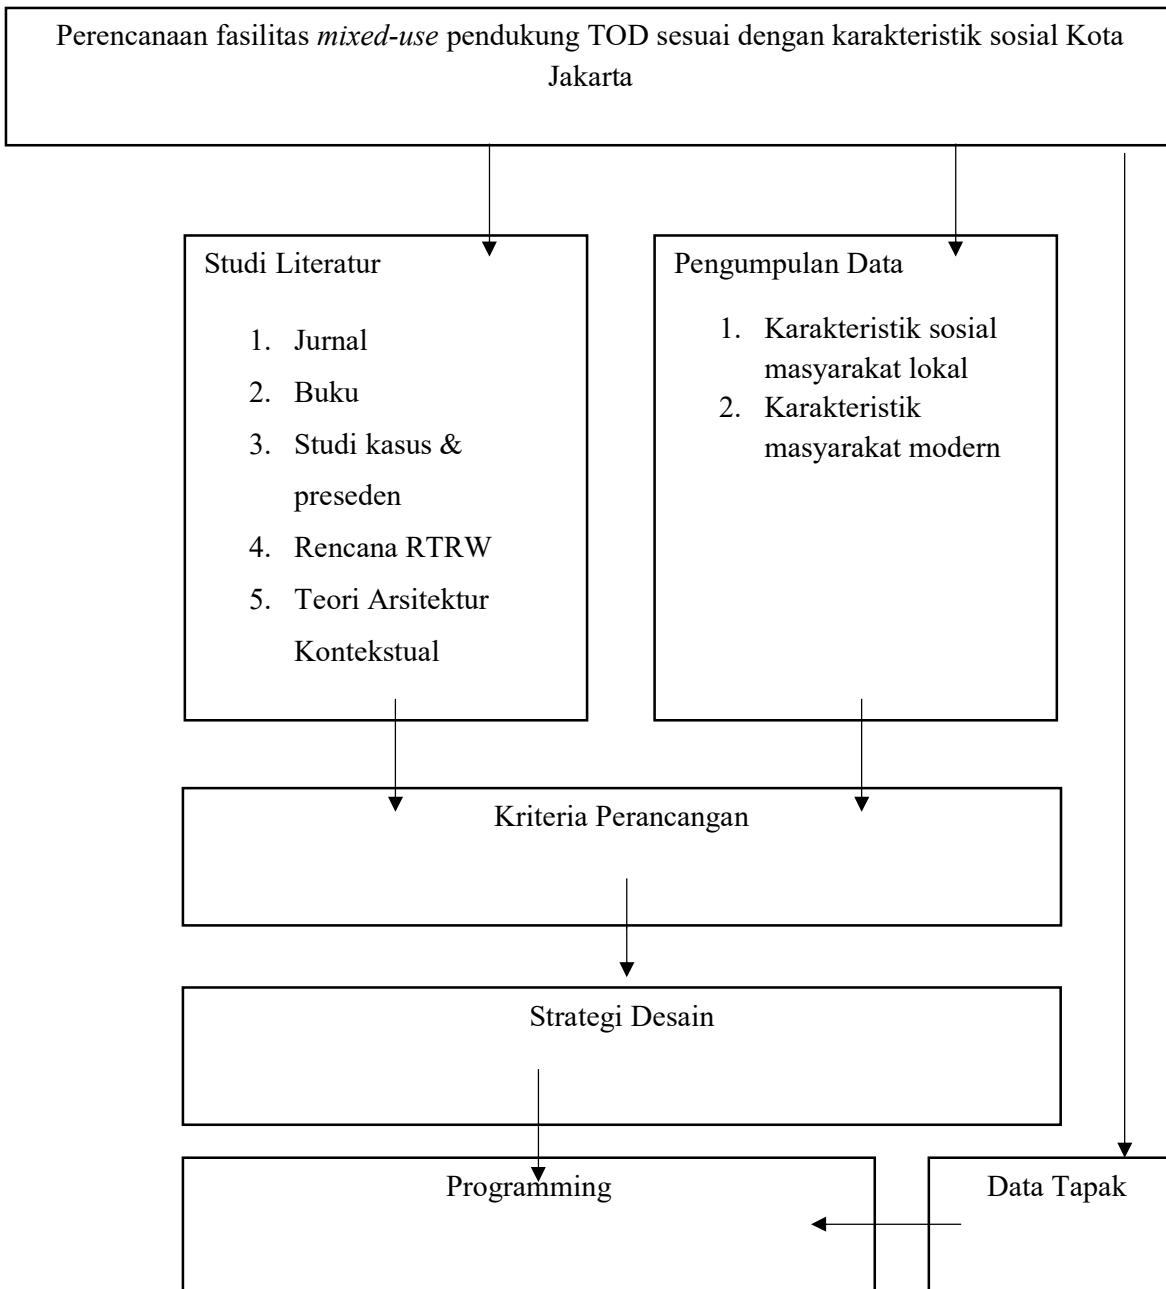 Perencanaan fasilitas mixed-use pendukung TOD sesuai dengan karakteristik sosial Kota
Jakarta
Studi Literatur
1. Jurnal
2. Buku
3. Studi kasus &
preseden
4. Rencana RTRW
5. Teori Arsitektur
Kontekstual
Pengumpulan Data
1. Karakteristik sosial
masyarakat lokal
2. Karakteristik
masyarakat modern
Kriteria Perancangan
Strategi Desain
Programming
Data Tapak